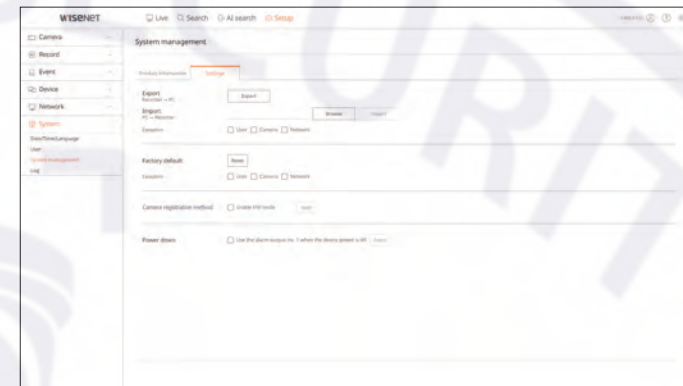 WISENET Live Search AI search Setup
Camera
System management
Record
Event
Product information Settings
Device
Export Export
Recorder → PC
Network
Import Browse Import
PC → Recorder
System
Exception User Camera Network
Date/Time/Language
User
Factory default Reset
System management
Log
Exception User Camera Network
Camera registration method Enable PnP mode Apply
Power down Use the alarm output no. 1 when the device power is off Apply
SECURITY